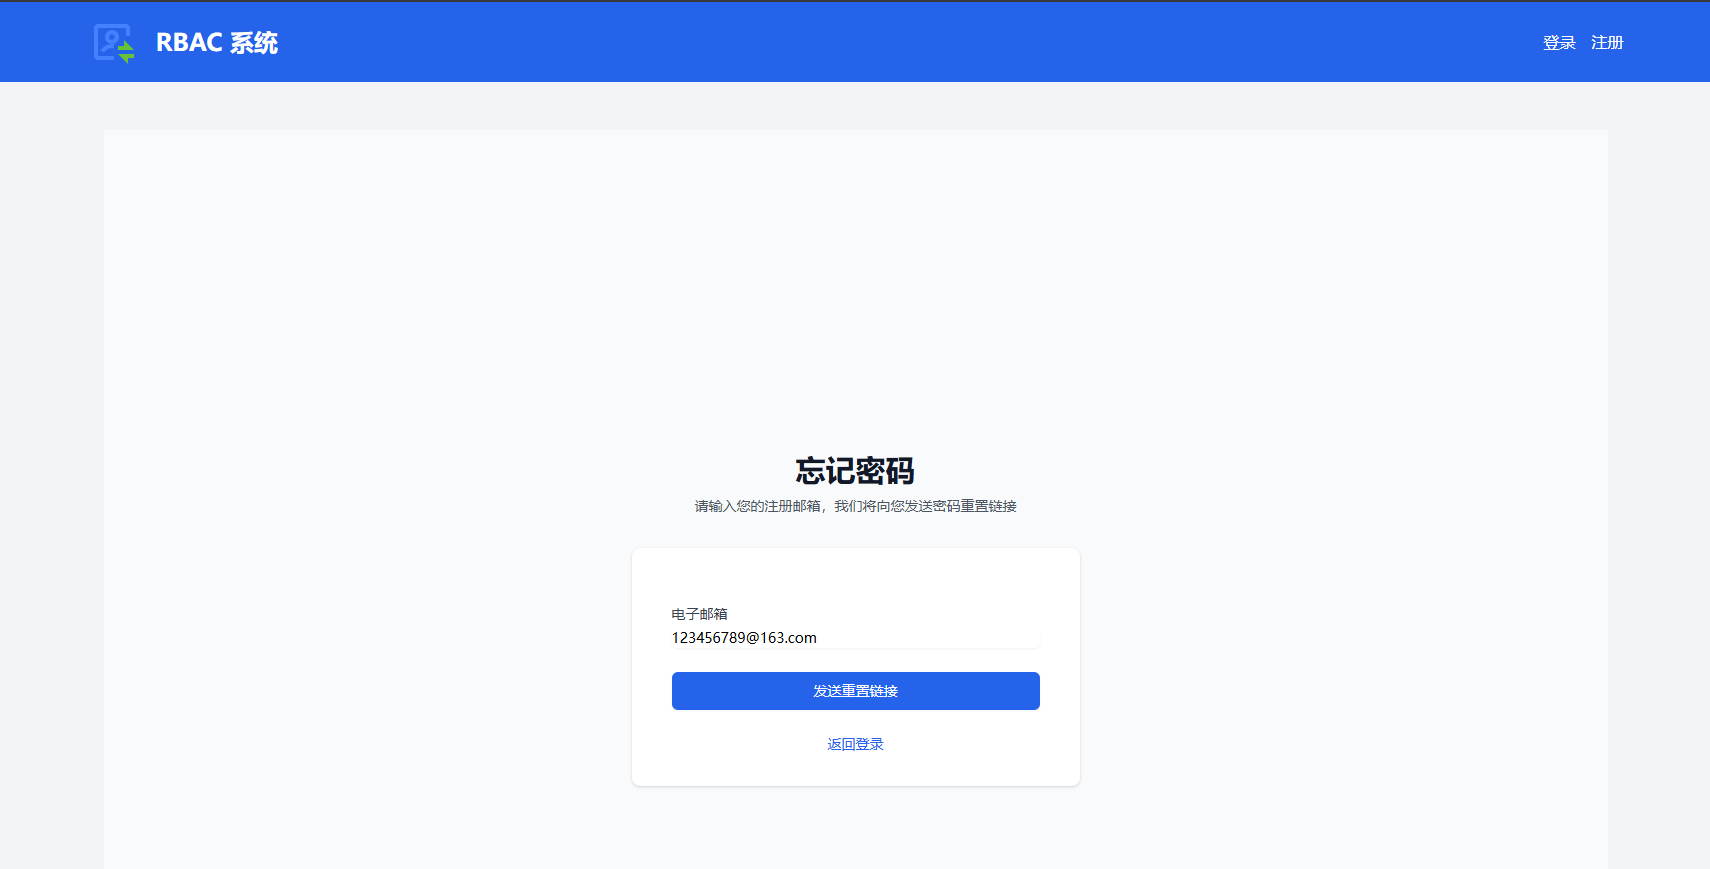 RBAC 系统
登录 注册
忘记密码
请输入您的注册邮箱，我们将向您发送密码重置链接
电子邮箱
123456789@163.com
发送重置链接
返回登录